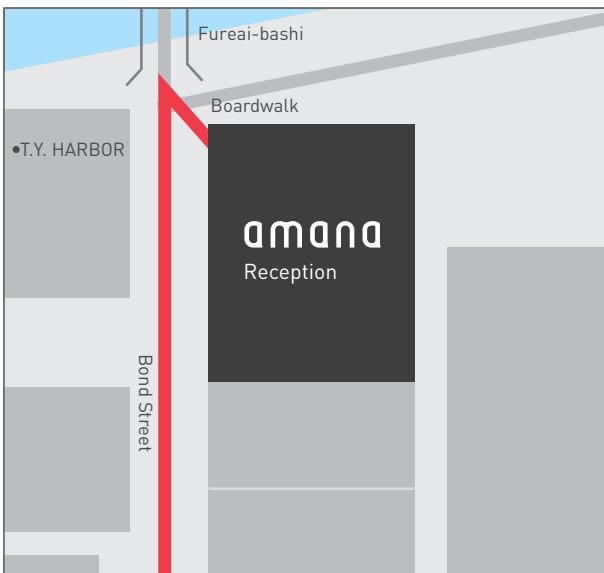 Fureai-bashi
Boardwalk
T.Y. HARBOR
amana
Reception
Bond Street